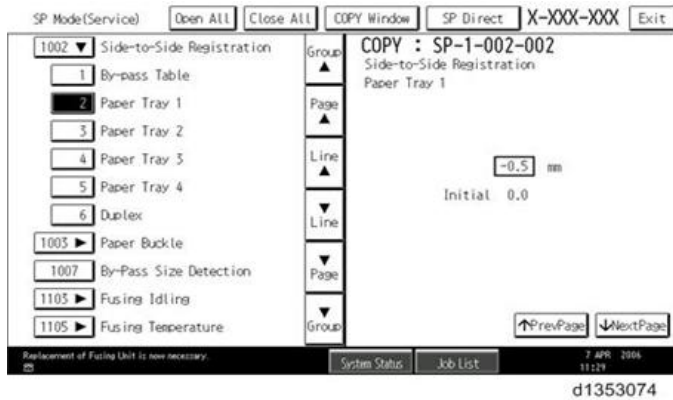 SP Mode(Service) Open All Close All COPY Window SP Direct X-XXX-XXX Exit
1002 ▼ Side-to-Side Registration
1 By-pass Table
2 Paper Tray 1
3 Paper Tray 2
4 Paper Tray 3
5 Paper Tray 4
6 Duplex
1003 ► Paper Buckle
1007 By-Pass Size Detection
1103 ► Fusing Idling
1105 ► Fusing Temperature
Group
▲
Page
▲
Line
▲
▼
Line
▼
Page
▼
Group
COPY : SP-1-002-002
Side-to-Side Registration
Paper Tray 1
-0.5 mm
Initial 0.0
↑PrevPage ↓NextPage
Replacement of Fusing Unit is now necessary.
System Status Job List
7 APR 2006
11:29
d1353074